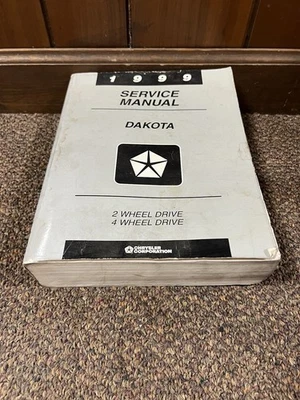 1999
SERVICE
MANUAL
DAKOTA
2 WHEEL DRIVE
4 WHEEL DRIVE
CHRYSLER
CORPORATION